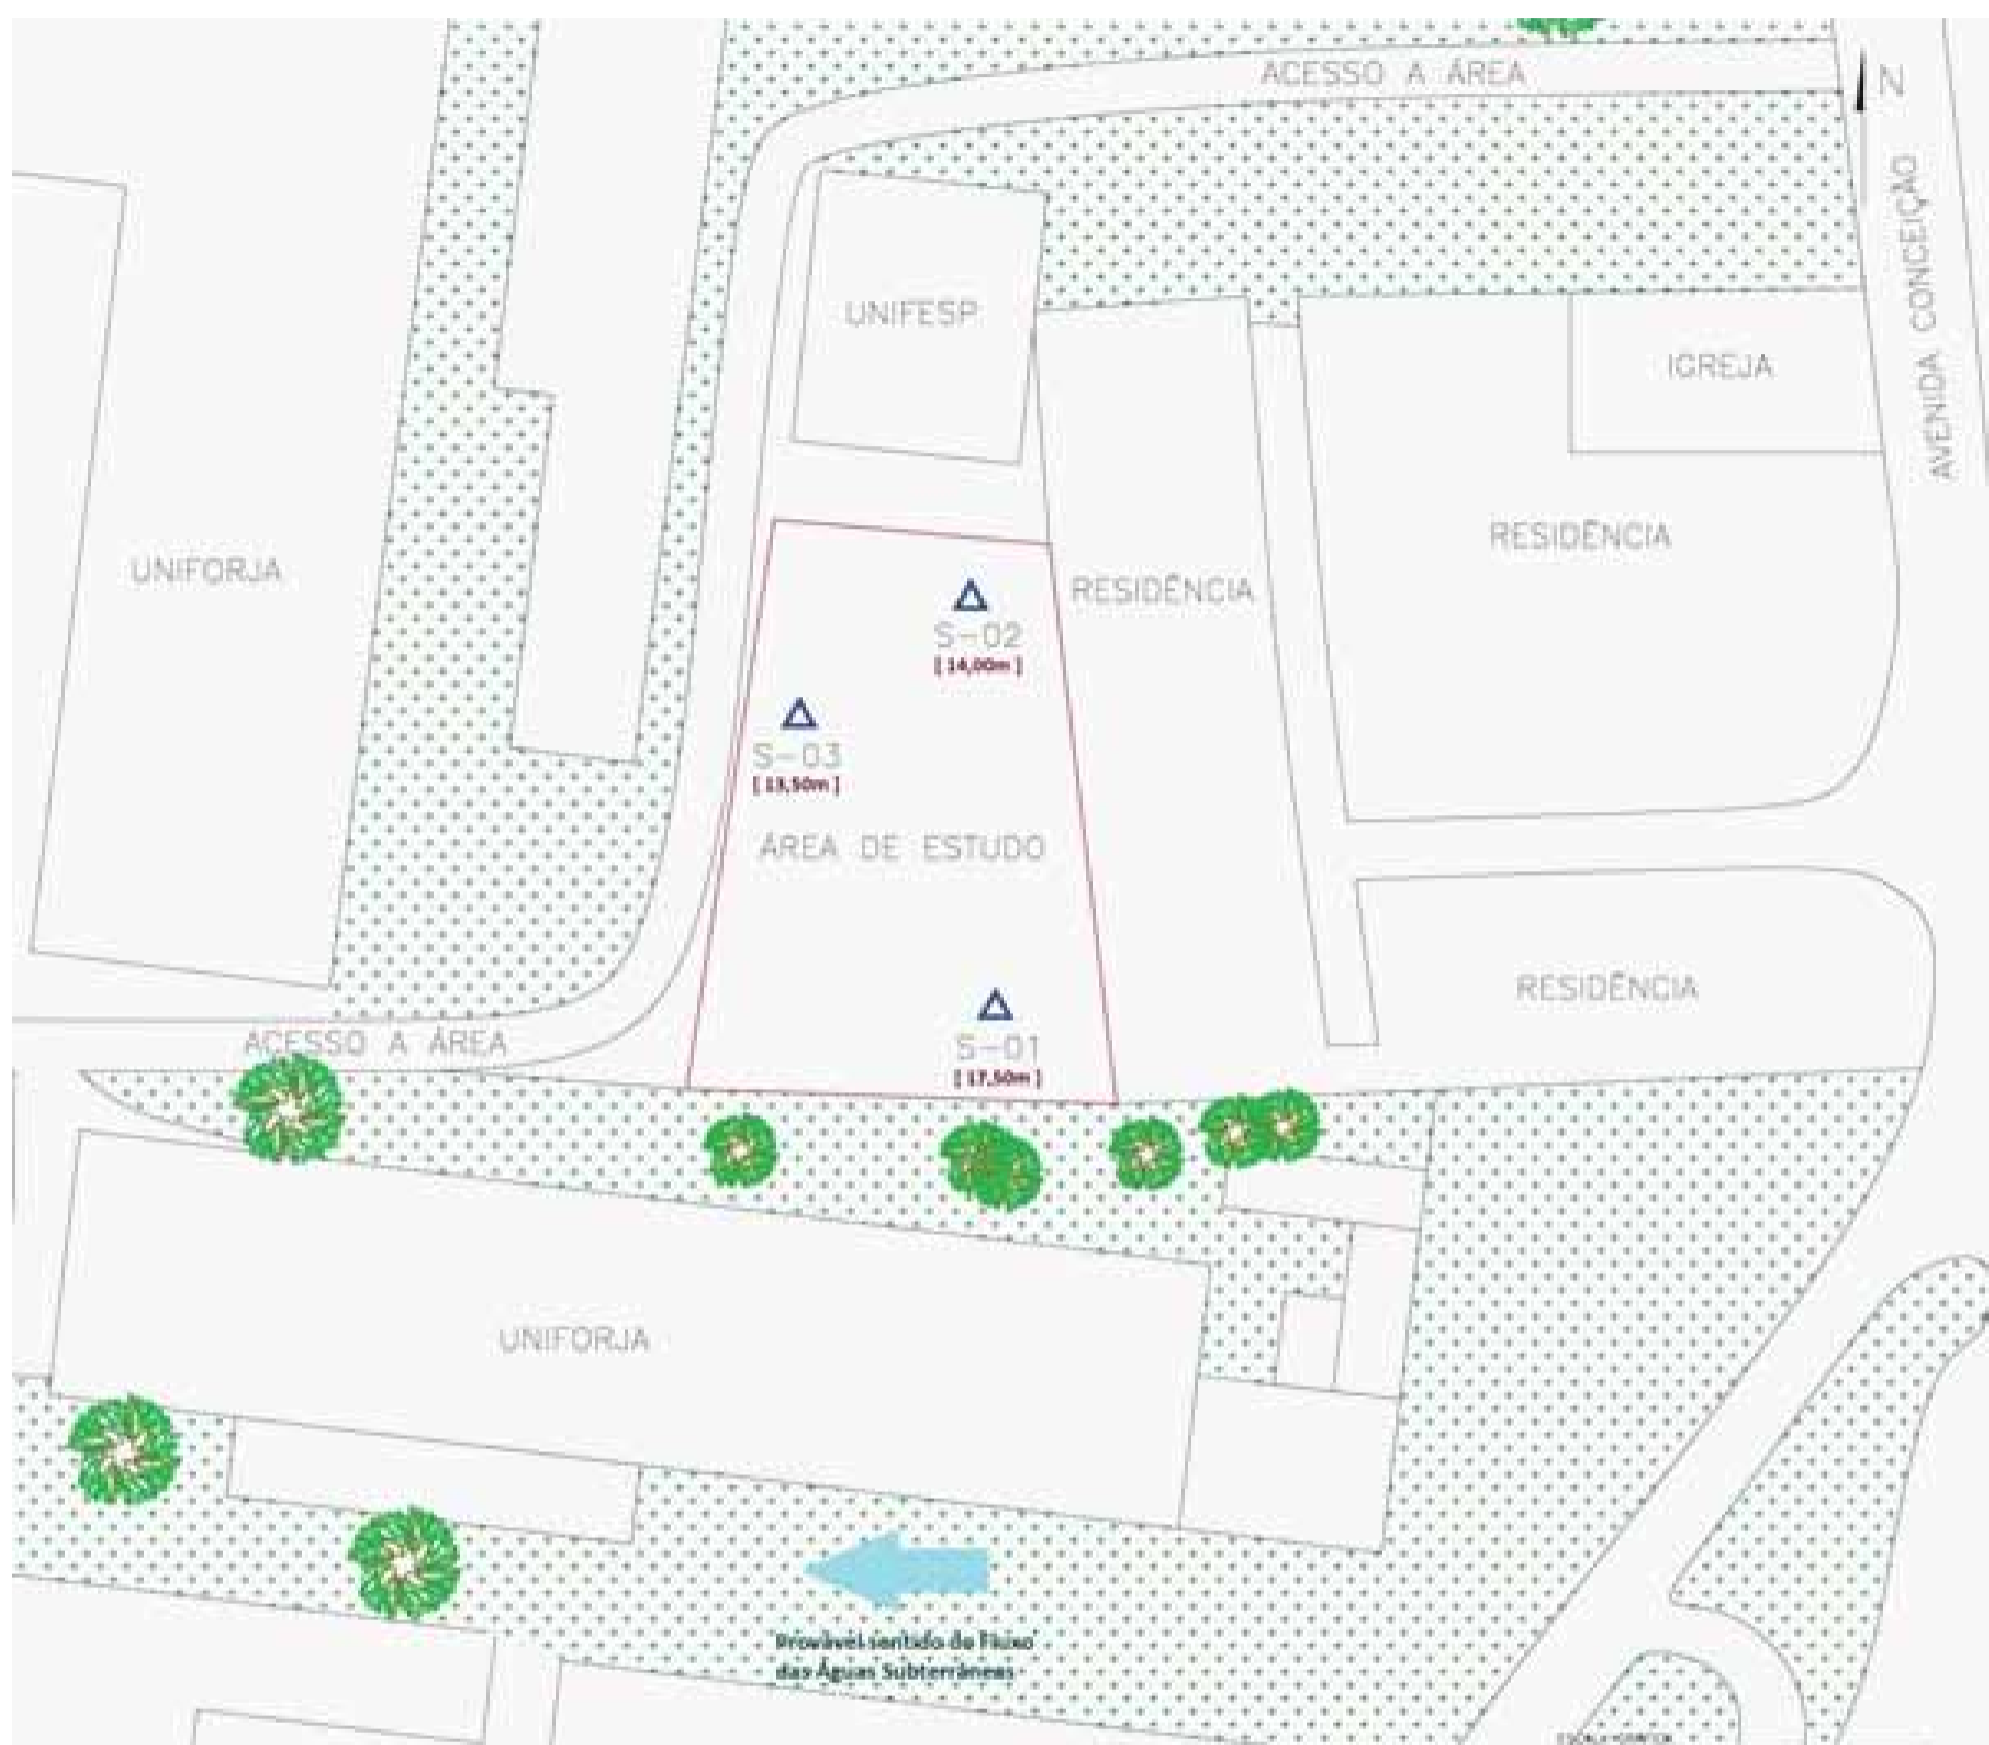 ACESSO A ÁREA
N
AVENIDA CONCEIÇÃO
UNIFESP
IGREJA
RESIDÊNCIA
UNIFORJA
RESIDÊNCIA
S-02
[ 14,00m ]
S-03
[ 13,50m ]
ÁREA DE ESTUDO
RESIDÊNCIA
S-01
[ 17,50m ]
ACESSO A ÁREA
UNIFORJA
Provável sentido do Fluxo
das Águas Subterrâneas